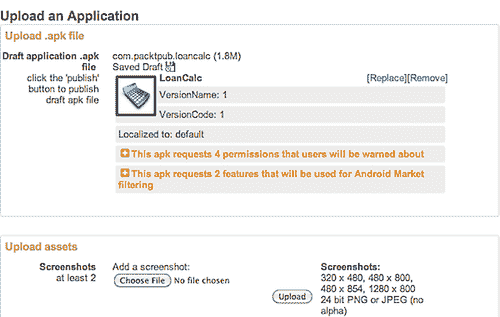 Upload an Application
Upload .apk file
Draft application .apk file
com.packtpub.loancalc (1.8M)
Saved Draft
click the 'publish'
button to publish
draft apk file
LoanCalc
[Replace][Remove]
VersionName: 1
VersionCode: 1
Localized to: default
This apk requests 4 permissions that users will be warned about
This apk requests 2 features that will be used for Android Market
filtering
Upload assets
Screenshots
at least 2
Add a screenshot:
Choose File No file chosen
Upload
Screenshots:
320 x 480, 480 x 800,
480 x 854, 1280 x 800
24 bit PNG or JPEG (no
alpha)